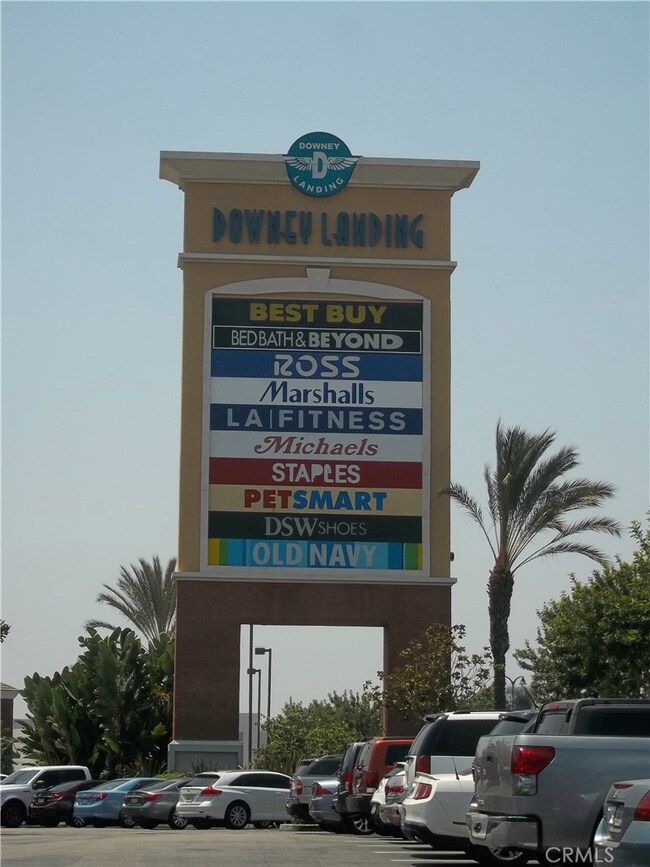 DOWNEY
D
LANDING
DOWNEY LANDING
BEST BUY
BED BATH & BEYOND
ROSS
Marshalls
LA|FITNESS
Michaels
STAPLES
PETSMART
DSW SHOES
OLD NAVY
CRMLS